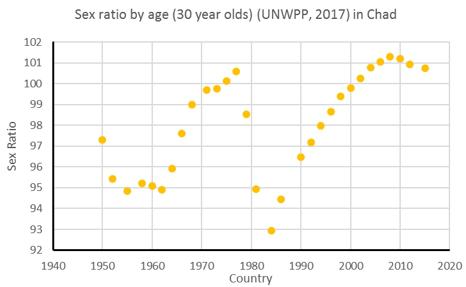 Sex ratio by age (30 year olds) (UNWPP, 2017) in Chad
102
101
100
99
98
97
96
95
94
93
92
Sex Ratio
1940 1950 1960 1970 1980 1990 2000 2010 2020
Country